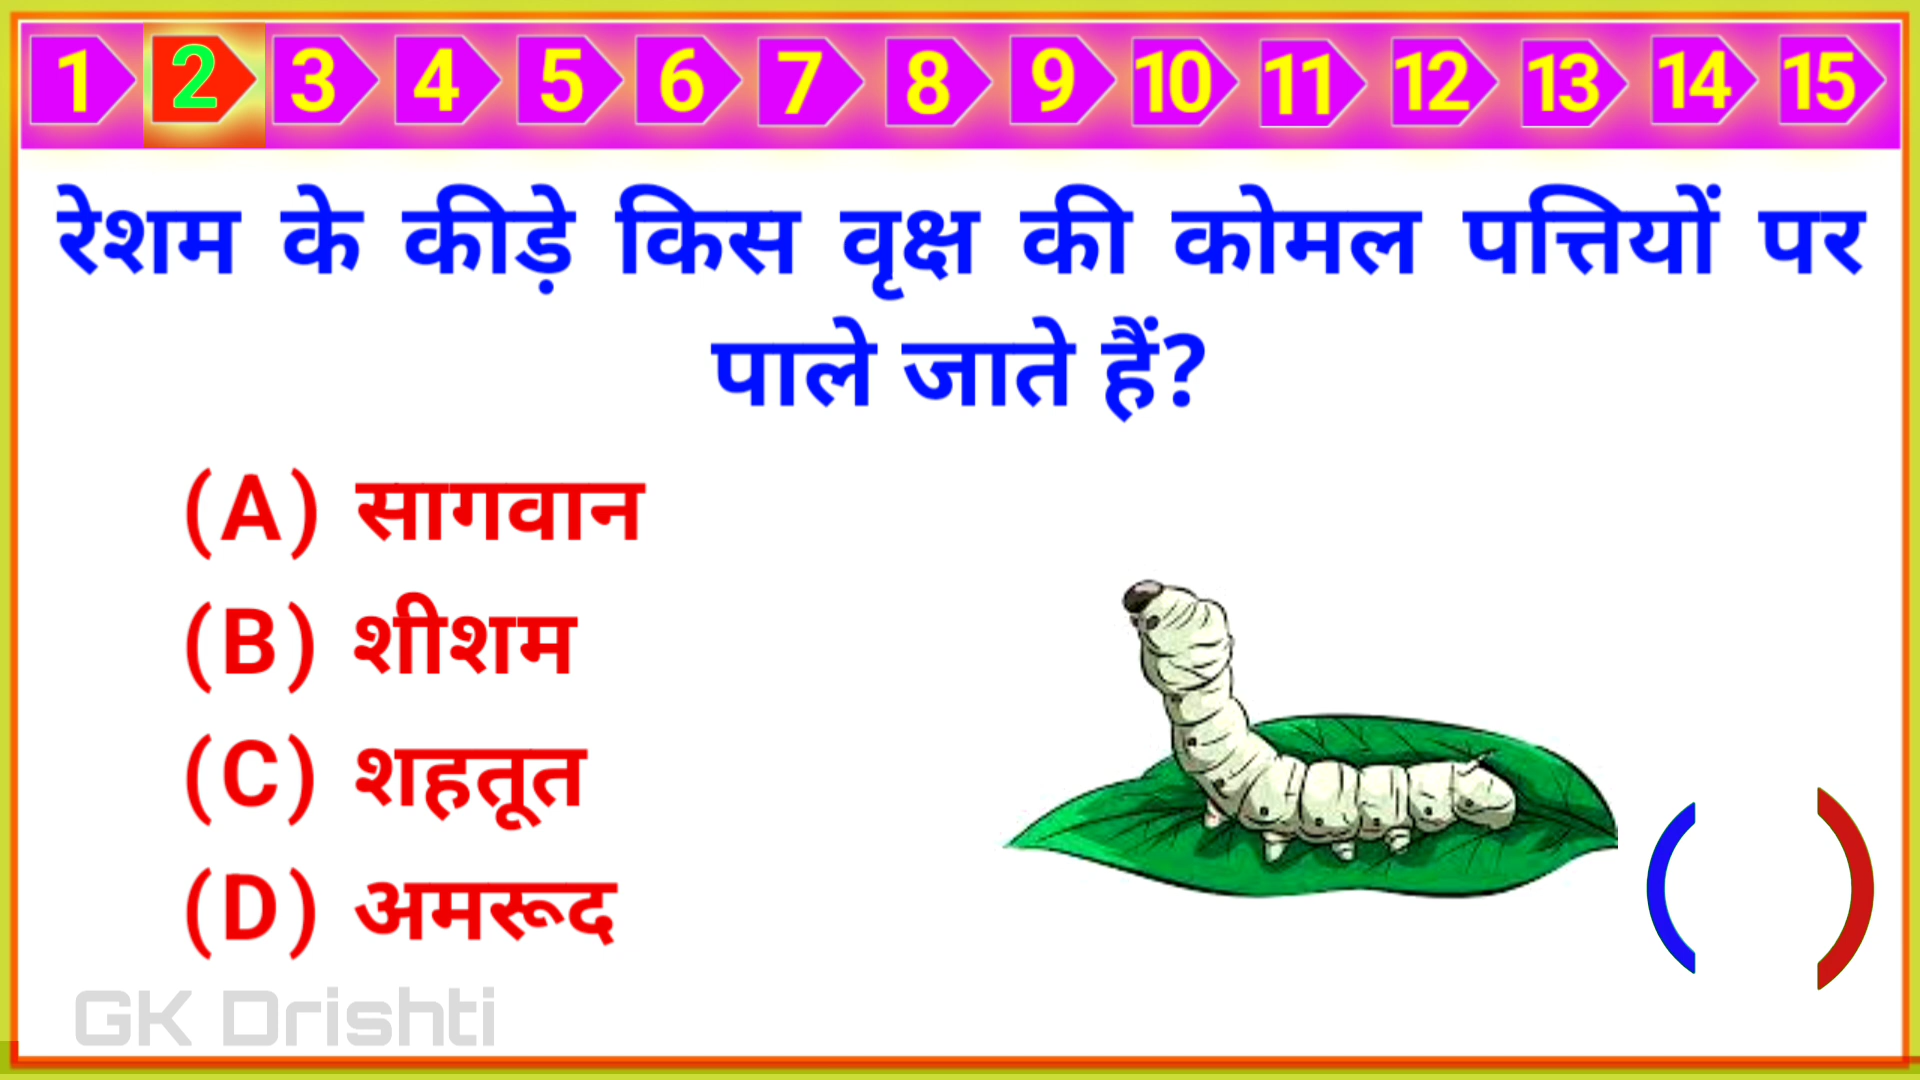 1 2 3 4 5 6 7 8 9 10 11 12 13 14 15
रेशम के कीड़े किस वृक्ष की कोमल पत्तियों पर
पाले जाते हैं?
(A) सागवान
(B) शीशम
(C) शहतूत
(D) अमरूद
( )
GK Drishti